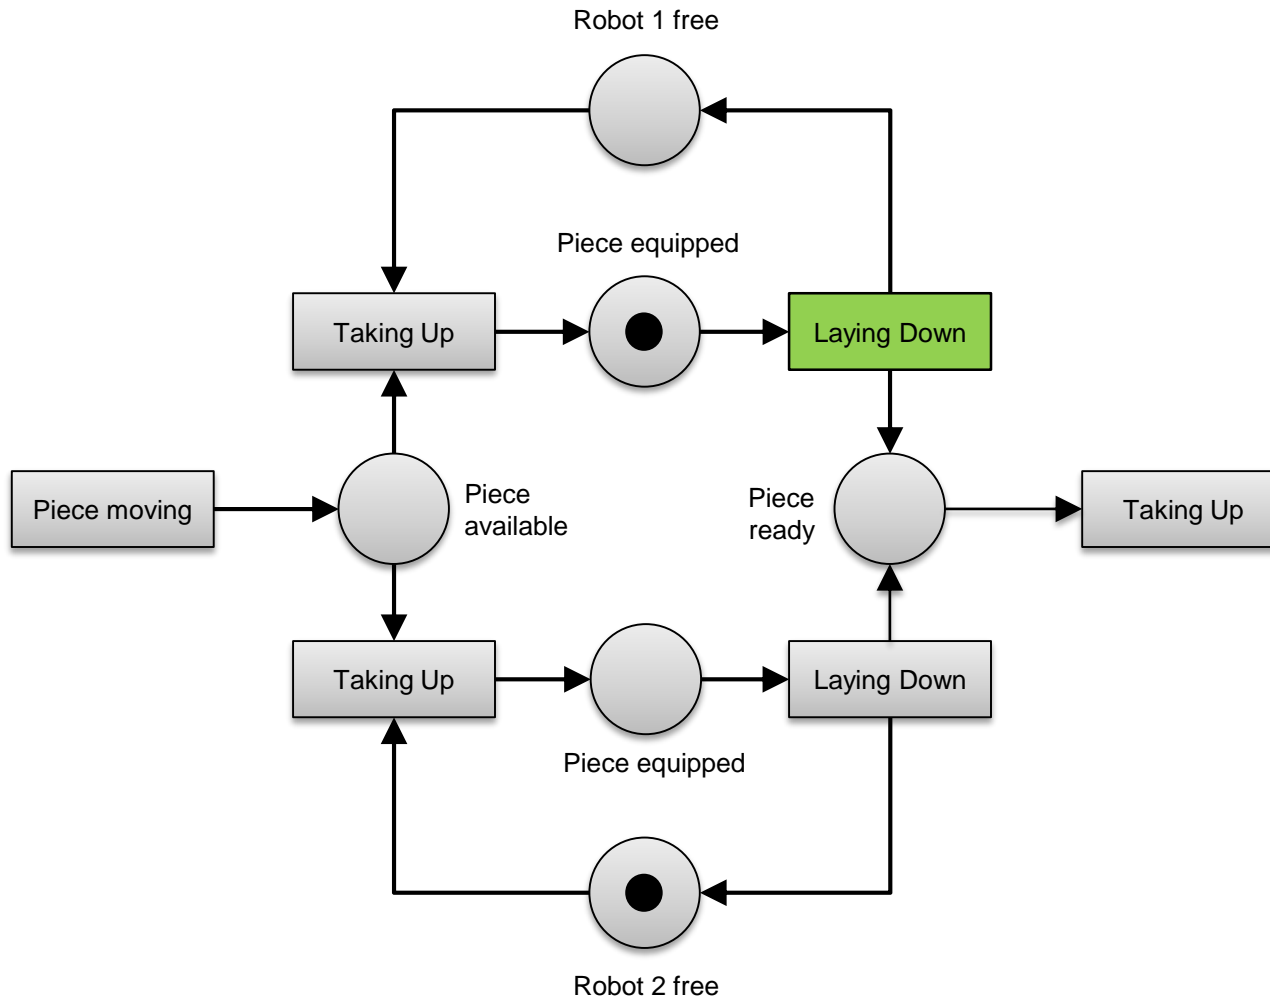 Robot 1 free
Piece equipped
Taking Up
Laying Down
Piece moving
Piece
available
Piece
ready
Taking Up
Taking Up
Laying Down
Piece equipped
Robot 2 free